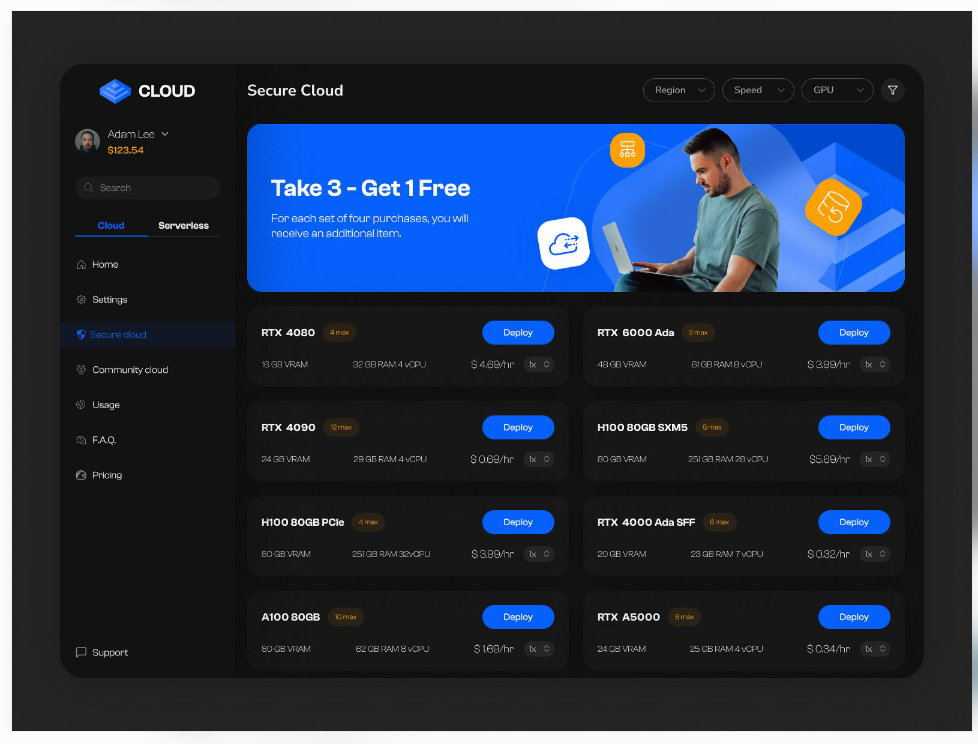 CLOUD
Adam Lee
$123.54
Search
Cloud Serverless
Home
Settings
Secure cloud
Community cloud
Usage
F.A.Q.
Pricing
Support
Secure Cloud
Region Speed GPU
Take 3 - Get 1 Free
For each set of four purchases, you will
receive an additional item.
RTX 4080 4 max Deploy
16 GB VRAM 32 GB RAM 4 vCPU $ 4.69/hr 1x
RTX 6000 Ada 3 max Deploy
48 GB VRAM 61 GB RAM 8 vCPU $ 3.99/hr 1x
RTX 4090 12 max Deploy
24 GB VRAM 29 GB RAM 4 vCPU $ 0.69/hr 1x
H100 80GB SXM5 6 max Deploy
80 GB VRAM 251 GB RAM 28 vCPU $5.69/hr 1x
H100 80GB PCIe 4 max Deploy
80 GB VRAM 251 GB RAM 32vCPU $ 3.99/hr 1x
RTX 4000 Ada SFF 6 max Deploy
20 GB VRAM 23 GB RAM 7 vCPU $ 0.32/hr 1x
A100 80GB 10 max Deploy
80 GB VRAM 62 GB RAM 8 vCPU $ 1.69/hr 1x
RTX A5000 8 max Deploy
24 GB VRAM 25 GB RAM 4 vCPU $ 0.34/hr 1x